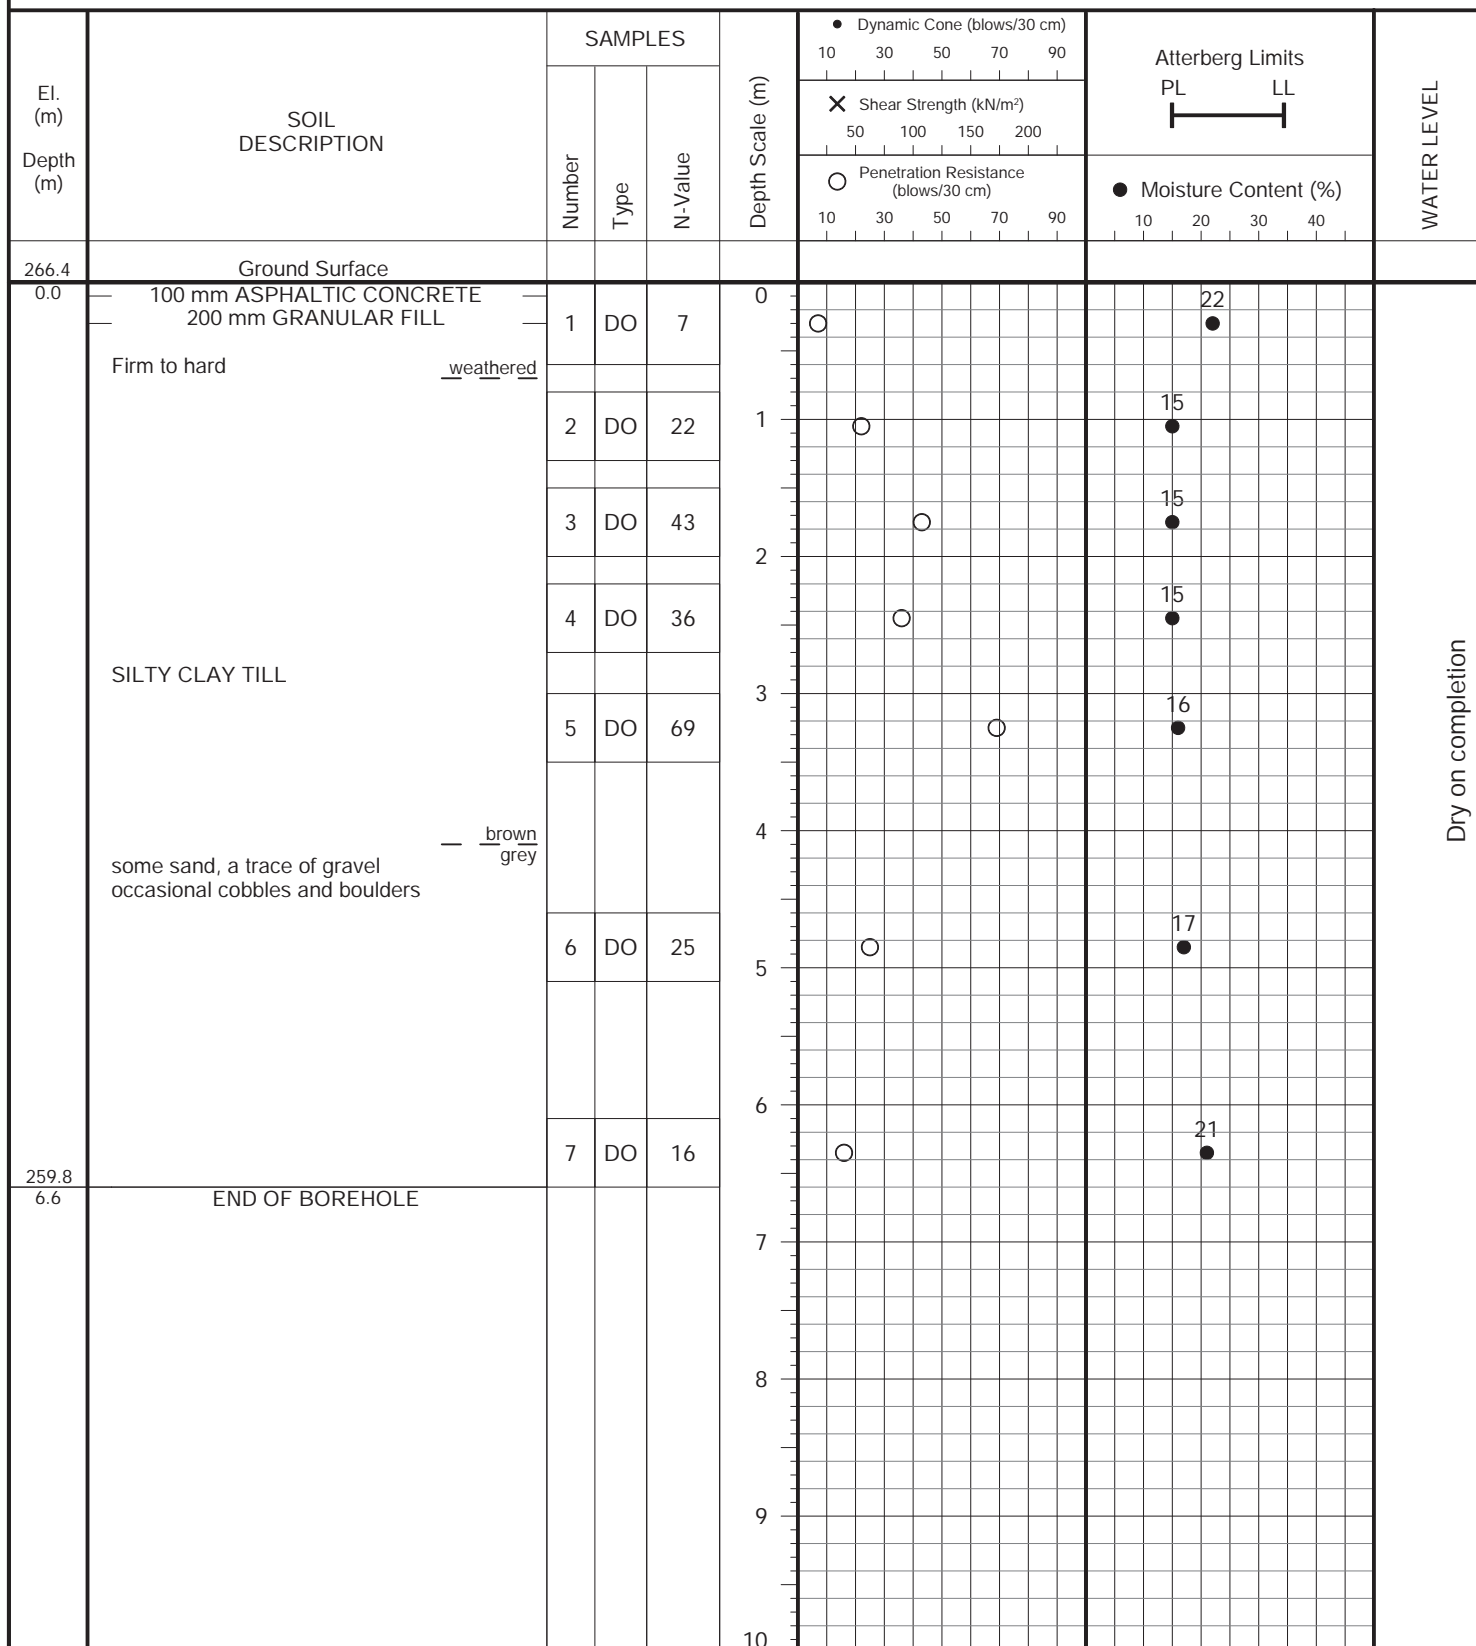 El.
(m)
Depth
(m)
SOIL
DESCRIPTION
SAMPLES
Number
Type
N-Value
Depth Scale (m)
Dynamic Cone (blows/30 cm)
10 30 50 70 90
Shear Strength (kN/m²)
50 100 150 200
Penetration Resistance
(blows/30 cm)
10 30 50 70 90
Atterberg Limits
PL LL
Moisture Content (%)
10 20 30 40
WATER LEVEL
266.4 Ground Surface
0.0 100 mm ASPHALTIC CONCRETE 0
200 mm GRANULAR FILL
1 DO 7 22
Firm to hard weathered
1
2 DO 22 15
3 DO 43 15
2
4 DO 36 15
SILTY CLAY TILL
3
5 DO 69 16
4
brown
grey
some sand, a trace of gravel
occasional cobbles and boulders
6 DO 25 17
5
6
7 DO 16 21
259.8
6.6 END OF BOREHOLE
7
8
9
10
Dry on completion